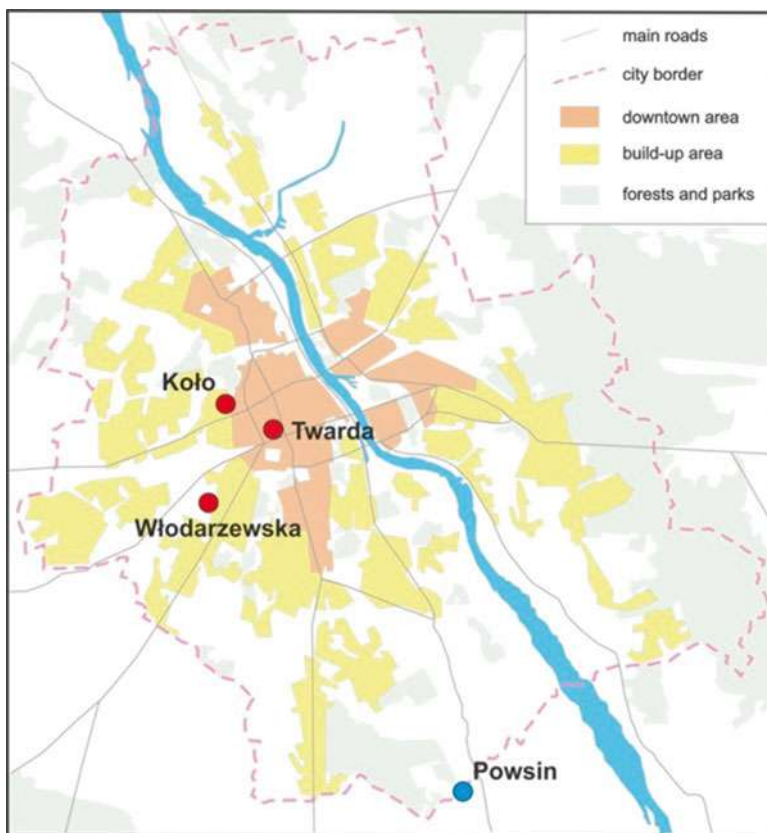 main roads
city border
downtown area
build-up area
forests and parks
Koło
Twarda
Włodarzewska
Powsin